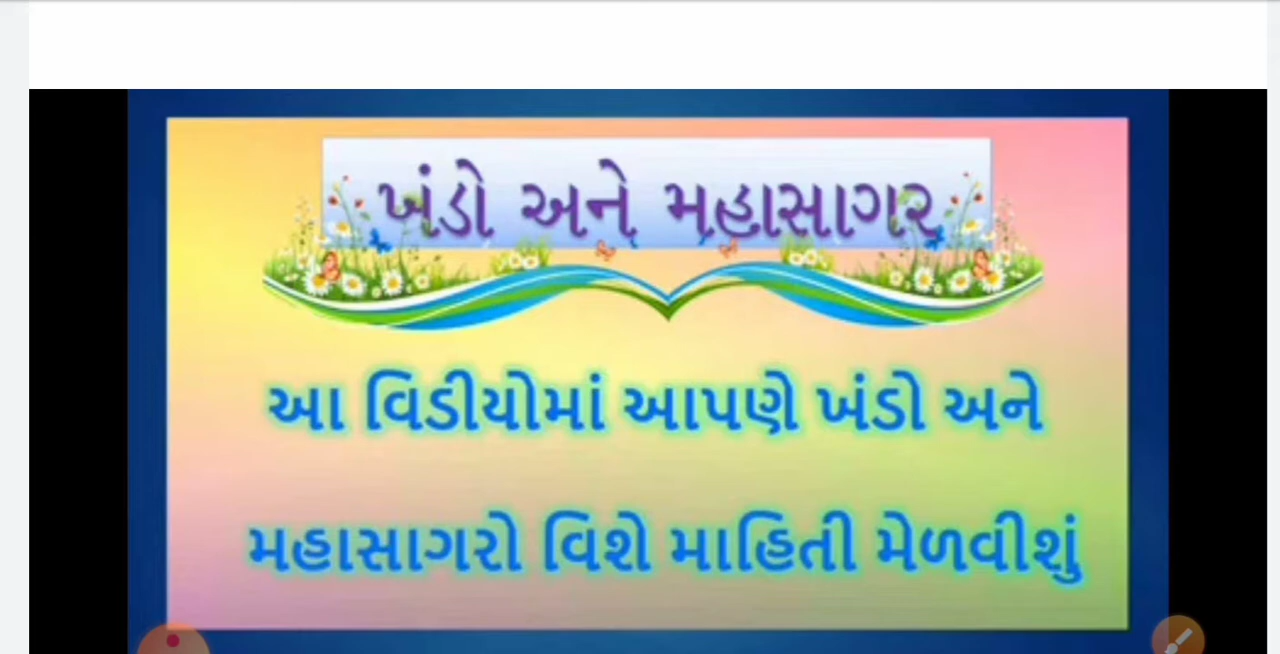 ખંડો અને મહાસાગર
આ વિડીયોમાં આપણે ખંડો અને
મહાસાગરો વિશે માહિતી મેળવીશું